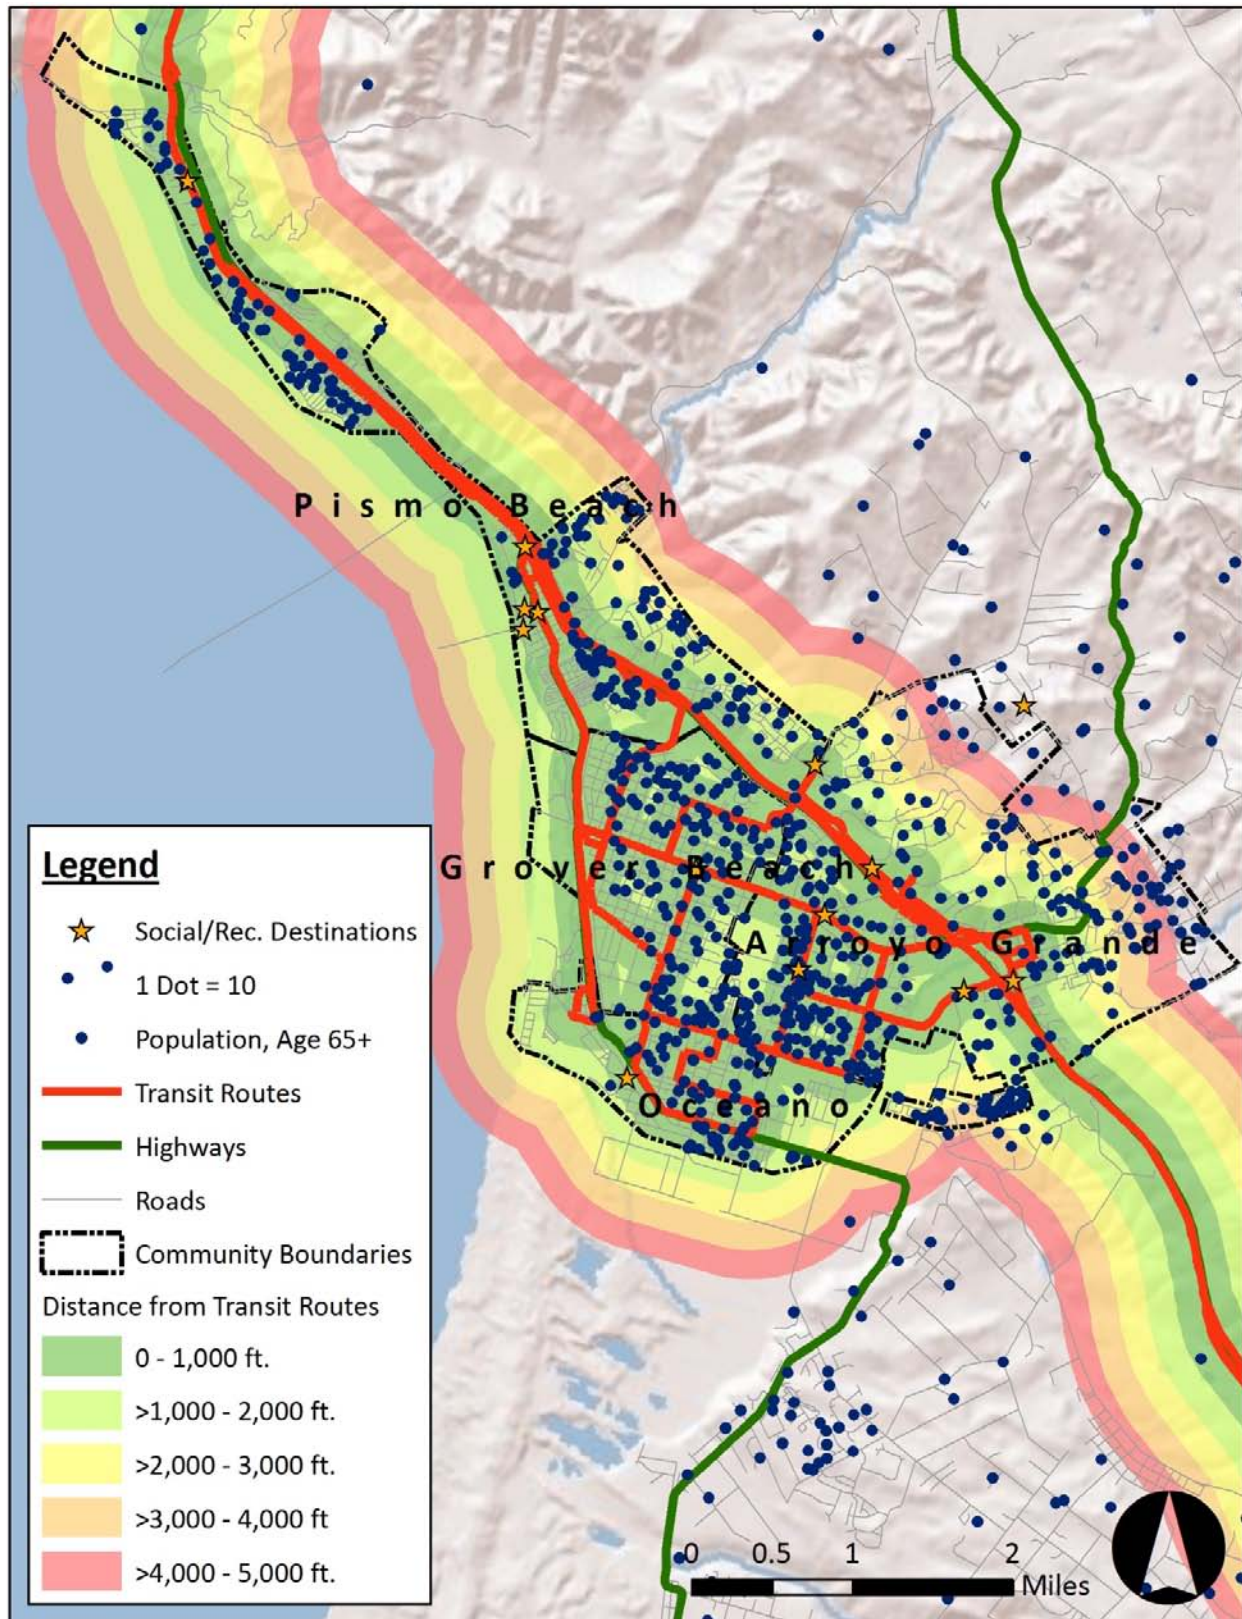 Pismo Beach
Grover Beach
Arroyo Grande
Oceano
Legend
Social/Rec. Destinations
1 Dot = 10
Population, Age 65+
Transit Routes
Highways
Roads
Community Boundaries
Distance from Transit Routes
0 - 1,000 ft.
>1,000 - 2,000 ft.
>2,000 - 3,000 ft.
>3,000 - 4,000 ft
>4,000 - 5,000 ft.
0 0.5 1 2
Miles